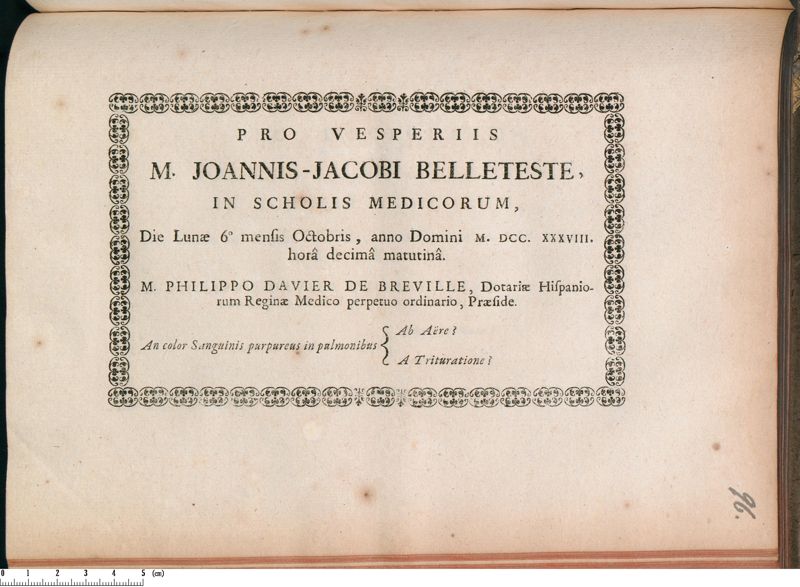 PRO VESPERIIS
M. JOANNIS-JACOBI BELLETESTE,
IN SCHOLIS MEDICORUM,
Die Lunæ 6º mensis Octobris, anno Domini M. DCC. XXXVIII.
horâ decimâ matutinâ.
M. PHILIPPO DAVIER DE BREVILLE, Dotariæ Hispanio-
rum Reginæ Medico perpetuo ordinario, Præside.
Ab Aëre?
An color Sanguinis purpureus in pulmonibus {
A Trituratione?
96.
0 1 2 3 4 5 (cm)